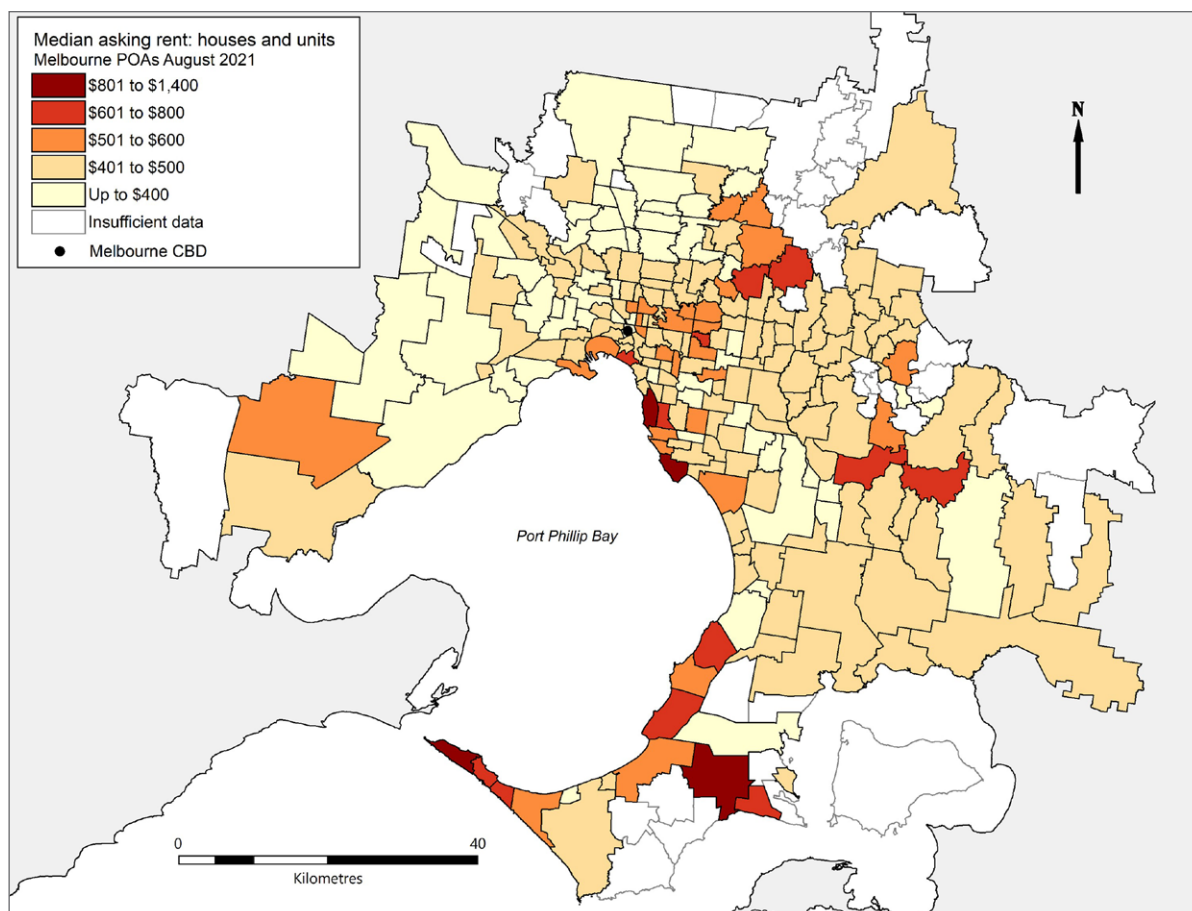 Median asking rent: houses and units
Melbourne POAs August 2021
$801 to $1,400
$601 to $800
$501 to $600
$401 to $500
Up to $400
Insufficient data
Melbourne CBD
N
Port Phillip Bay
0 40
Kilometres